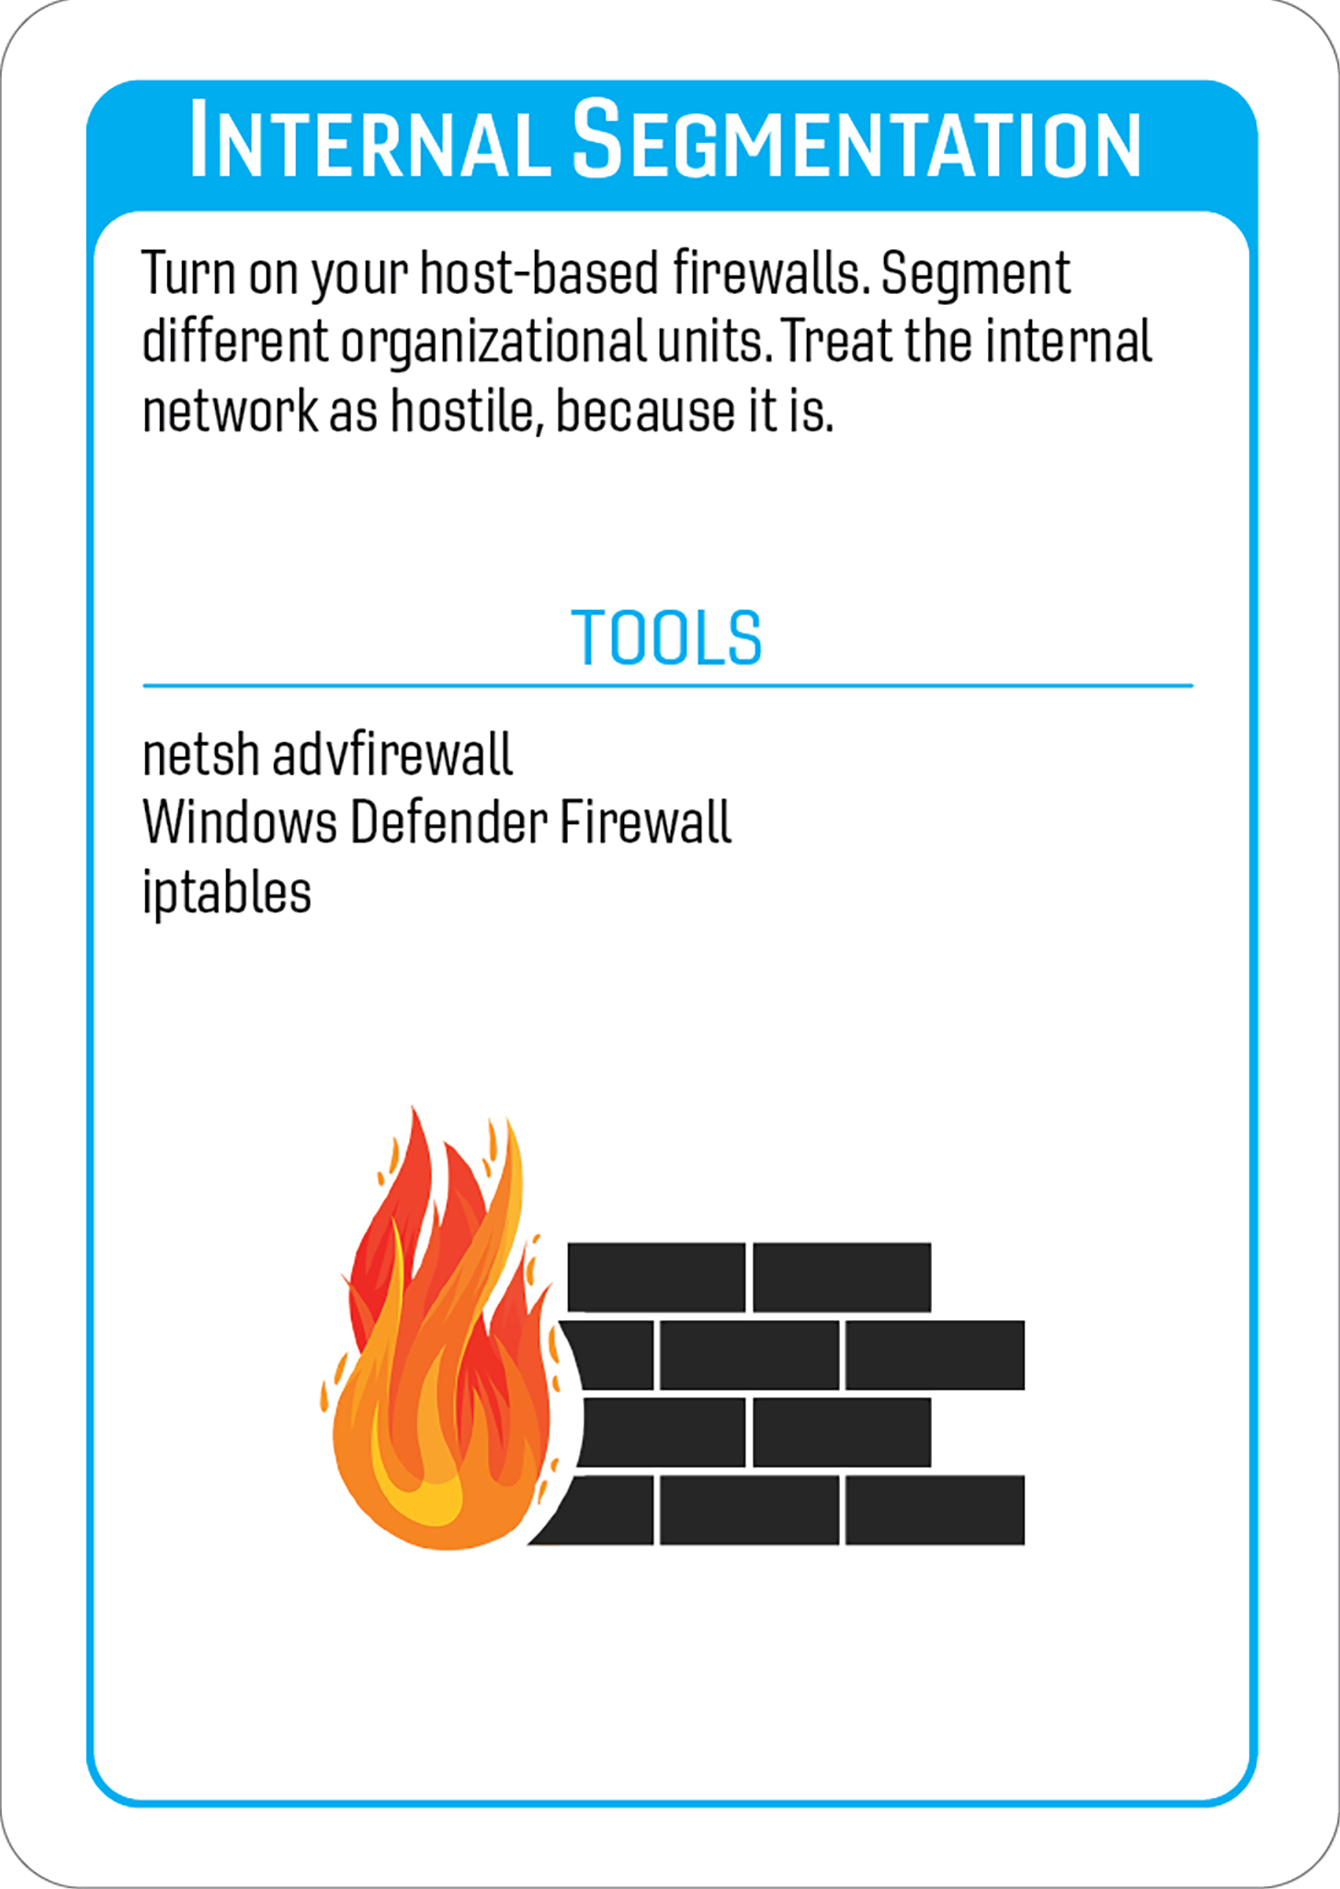 INTERNAL SEGMENTATION
Turn on your host-based firewalls. Segment
different organizational units. Treat the internal
network as hostile, because it is.
TOOLS
netsh advfirewall
Windows Defender Firewall
iptables